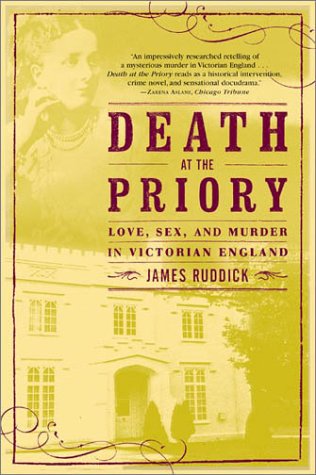 "An impressively researched retelling of
a mysterious murder in Victorian England . . .
Death at the Priory reads as a historical intervention,
crime novel, and sensational docudrama."
—Zarena Aslami, Chicago Tribune
DEATH
AT THE
PRIORY
LOVE, SEX, AND MURDER
IN VICTORIAN ENGLAND
JAMES RUDDICK